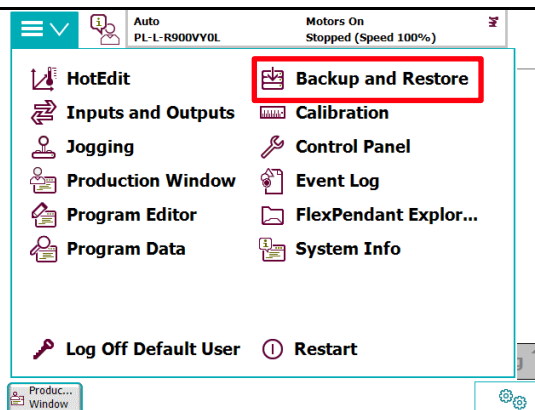 Auto
Motors On
PL-L-R900VY0L
Stopped (Speed 100%)
HotEdit
Backup and Restore
Inputs and Outputs
Calibration
Jogging
Control Panel
Production Window
Event Log
Program Editor
FlexPendant Explor...
Program Data
System Info
Log Off Default User
Restart
Produc...
Window